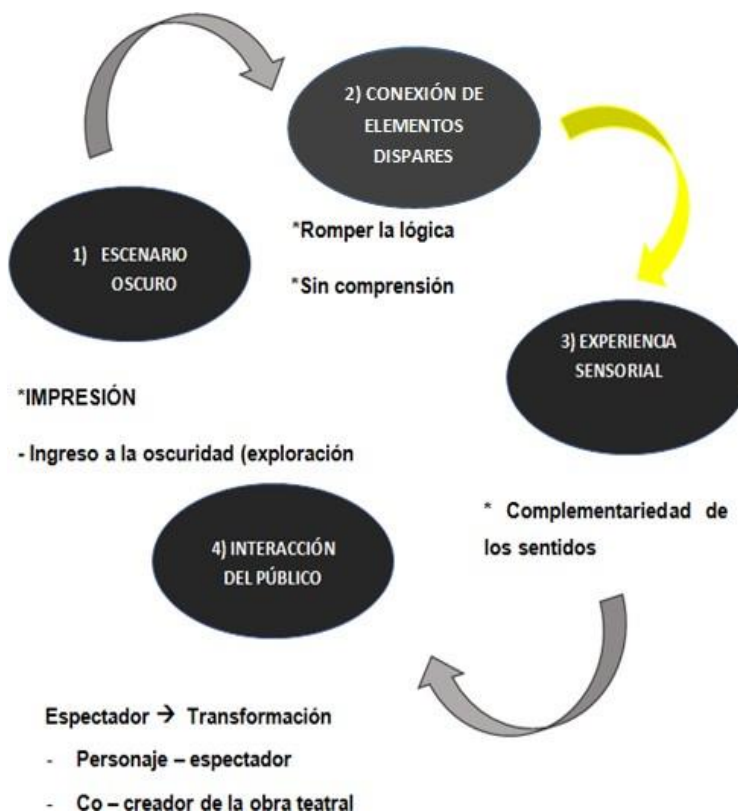 1) ESCENARIO
OSCURO
*IMPRESIÓN
- Ingreso a la oscuridad (exploración
2) CONEXIÓN DE
ELEMENTOS
DISPARES
*Romper la lógica
*Sin comprensión
3) EXPERIENCIA
SENSORIAL
* Complementariedad de
los sentidos
4) INTERACCIÓN
DEL PÚBLICO
Espectador → Transformación
- Personaje – espectador
- Co – creador de la obra teatral